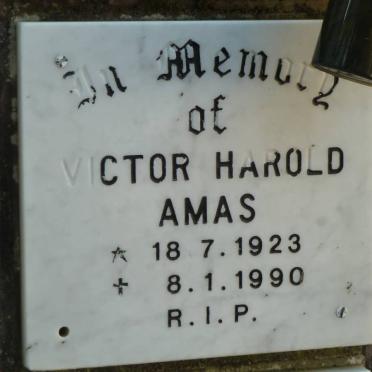 In Memory
of
VICTOR HAROLD
AMAS
☆ 18 7.1923
✝ 8.1.1990
R.I.P.